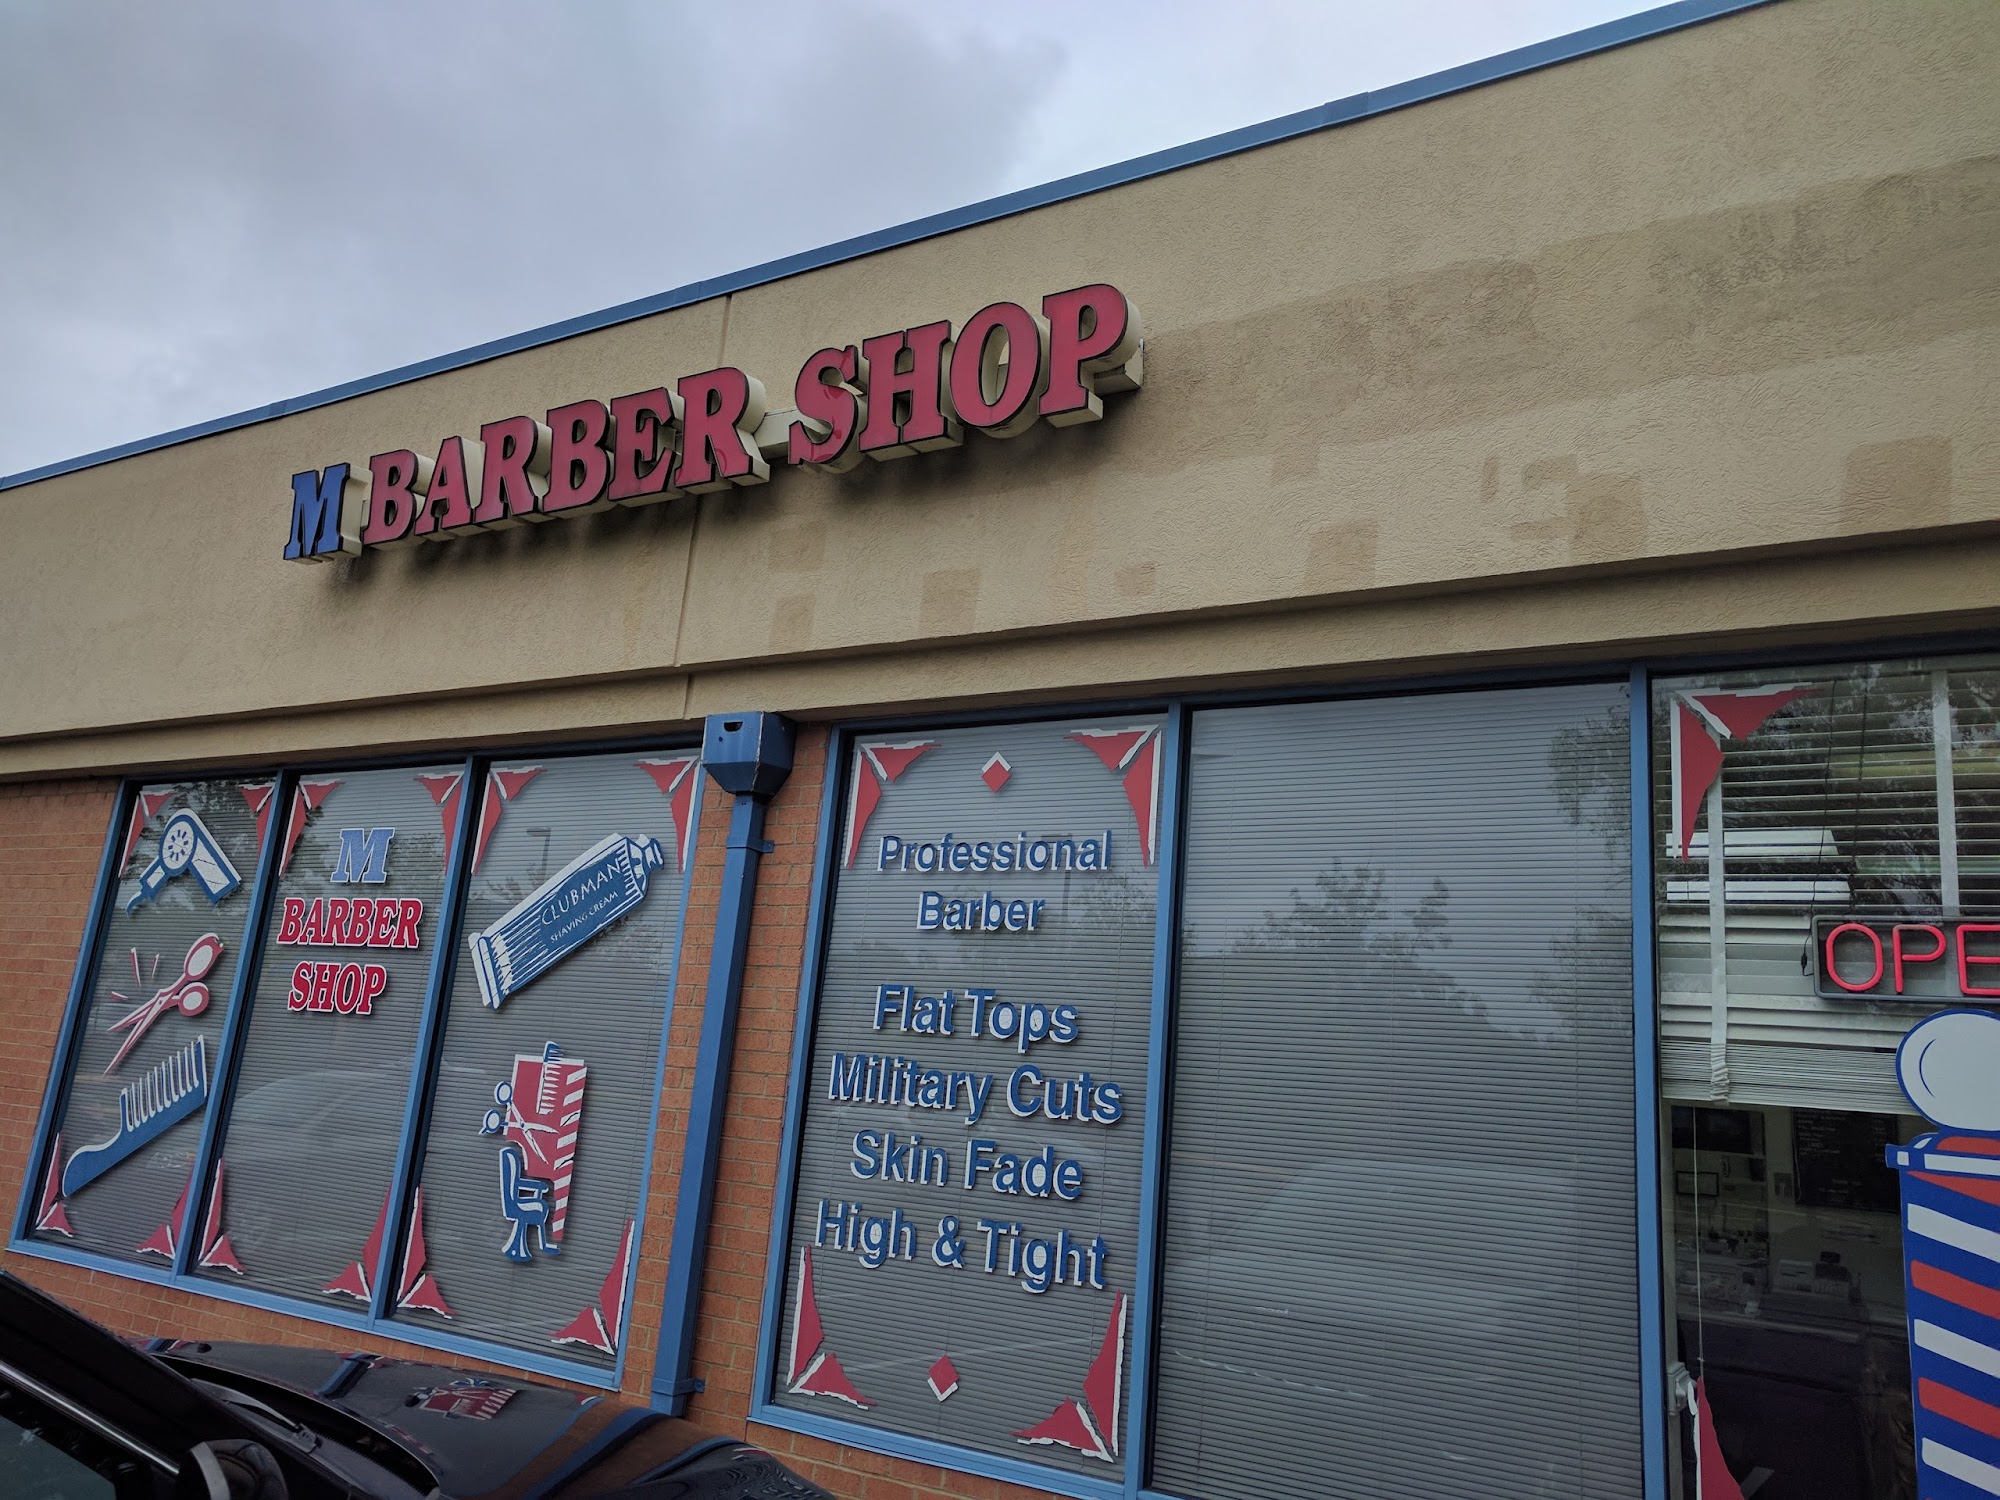 M BARBER SHOP
M
BARBER
SHOP
CLUBMAN
SHAVING CREAM
Professional
Barber
Flat Tops
Military Cuts
Skin Fade
High & Tight
OPE